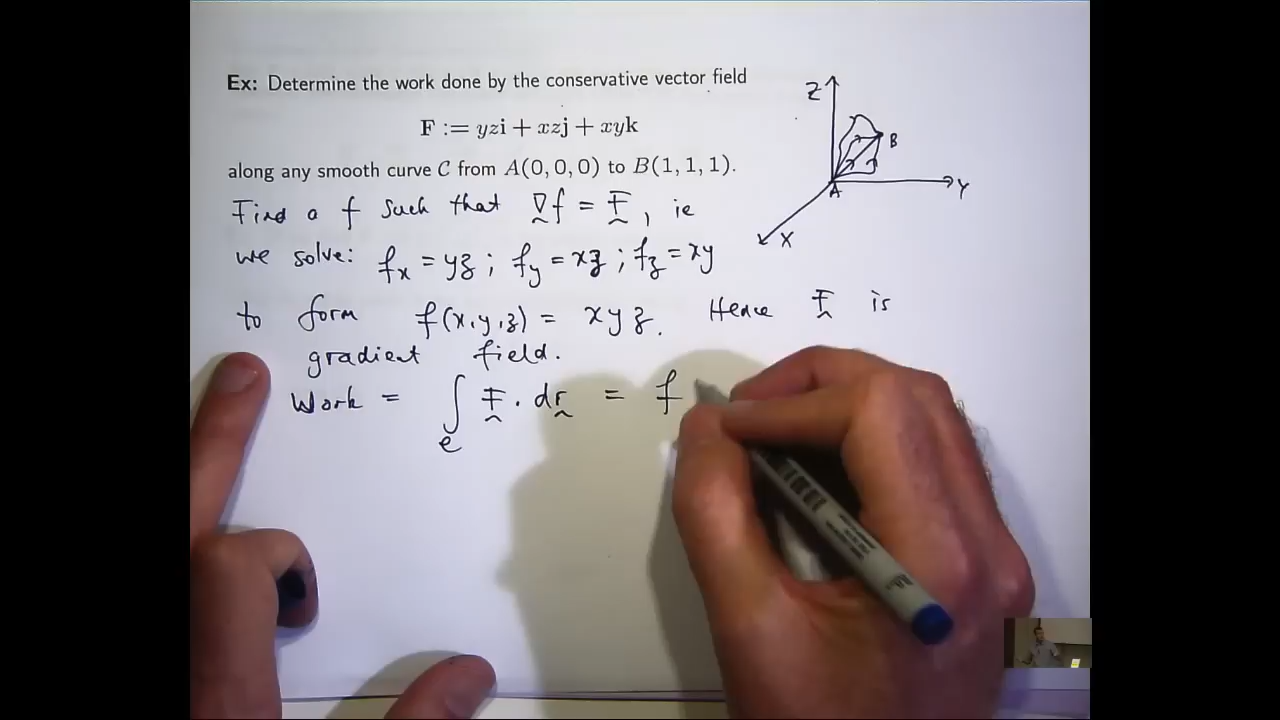 Ex: Determine the work done by the conservative vector field
F := yzi + xzj + xyk
along any smooth curve C from A(0, 0, 0) to B(1, 1, 1).
Find a f such that ∇f = F, ie
we solve: fx = yz ; fy = xz ; fz = xy
to form f(x,y,z) = xyz. Hence F is
gradient field.
Work = ∫C F . dr = f
Z
B
A
Y
X